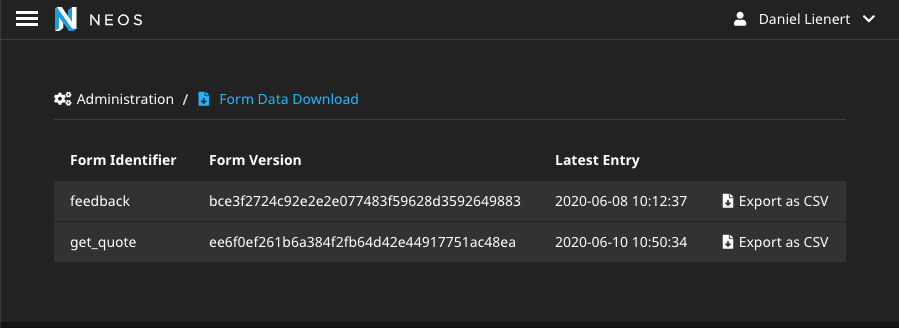 NEOS Daniel Lienert
Administration / Form Data Download
Form Identifier Form Version Latest Entry
feedback bce3f2724c92e2e2e077483f59628d3592649883 2020-06-08 10:12:37 Export as CSV
get_quote ee6f0ef261b6a384f2fb64d42e44917751ac48ea 2020-06-10 10:50:34 Export as CSV